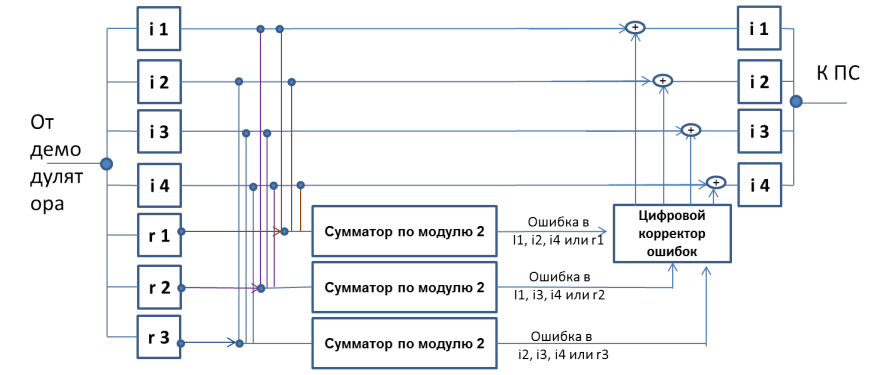 От
демо
дулят
ора
i 1
i 2
i 3
i 4
r 1
r 2
r 3
Сумматор по модулю 2
Сумматор по модулю 2
Сумматор по модулю 2
Ошибка в
I1, i2, i4 или r1
Ошибка в
I1, i3, i4 или r2
Ошибка в
i2, i3, i4 или r3
+
+
+
+
Цифровой
корректор
ошибок
i 1
i 2
i 3
i 4
К ПС